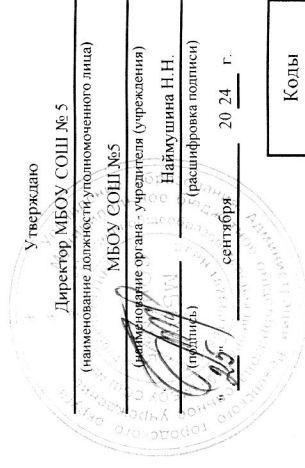 Утверждаю
Директор МБОУ СОШ № 5
(наименование должности уполномоченного лица)
МБОУ СОШ №5
(наименование органа - учредителя (учреждения)
Наймушина Н.Н.
(подпись) (расшифровка подписи)
" 25 " сентября 20 24 г.
Коды